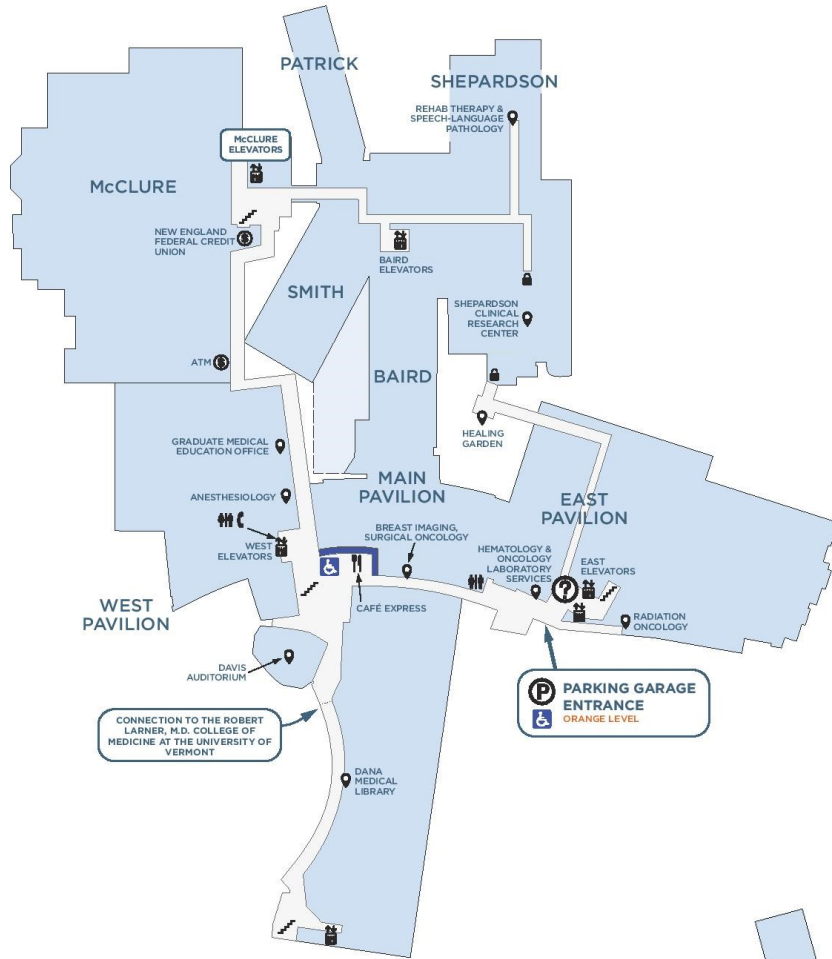 PATRICK
SHEPARDSON
REHAB THERAPY &
SPEECH-LANGUAGE
PATHOLOGY
McCLURE
ELEVATORS
McCLURE
NEW ENGLAND
FEDERAL CREDIT
UNION
BAIRD
ELEVATORS
SMITH
SHEPARDSON
CLINICAL
RESEARCH
CENTER
ATM
BAIRD
HEALING
GARDEN
GRADUATE MEDICAL
EDUCATION OFFICE
MAIN
PAVILION
ANESTHESIOLOGY
EAST
PAVILION
BREAST IMAGING,
SURGICAL ONCOLOGY
WEST
ELEVATORS
HEMATOLOGY &
ONCOLOGY
LABORATORY
SERVICES
EAST
ELEVATORS
?
WEST
PAVILION
CAFÉ EXPRESS
RADIATION
ONCOLOGY
DAVIS
AUDITORIUM
P
PARKING GARAGE
ENTRANCE
ORANGE LEVEL
CONNECTION TO THE ROBERT
LARNER, M.D. COLLEGE OF
MEDICINE AT THE UNIVERSITY OF
VERMONT
DANA
MEDICAL
LIBRARY